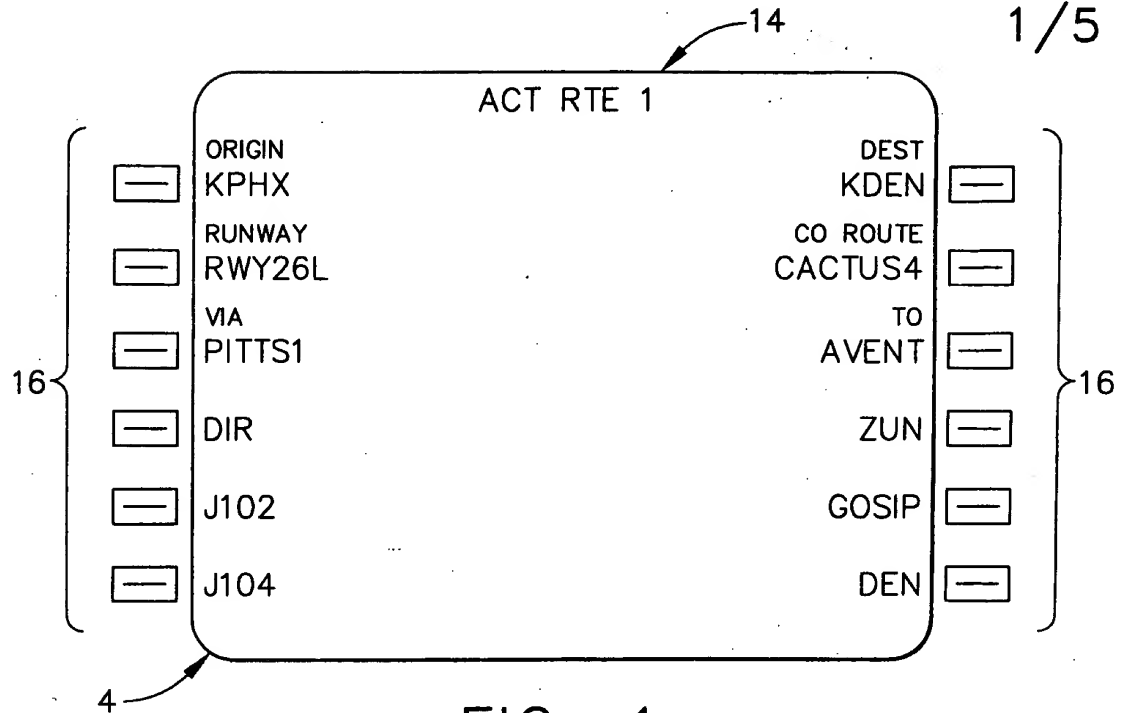 14
1/5
ACT RTE 1
ORIGIN DEST
KPHX KDEN
RUNWAY CO ROUTE
RWY26L CACTUS4
VIA TO
PITTS1 AVENT
16 16
DIR ZUN
J102 GOSIP
J104 DEN
4